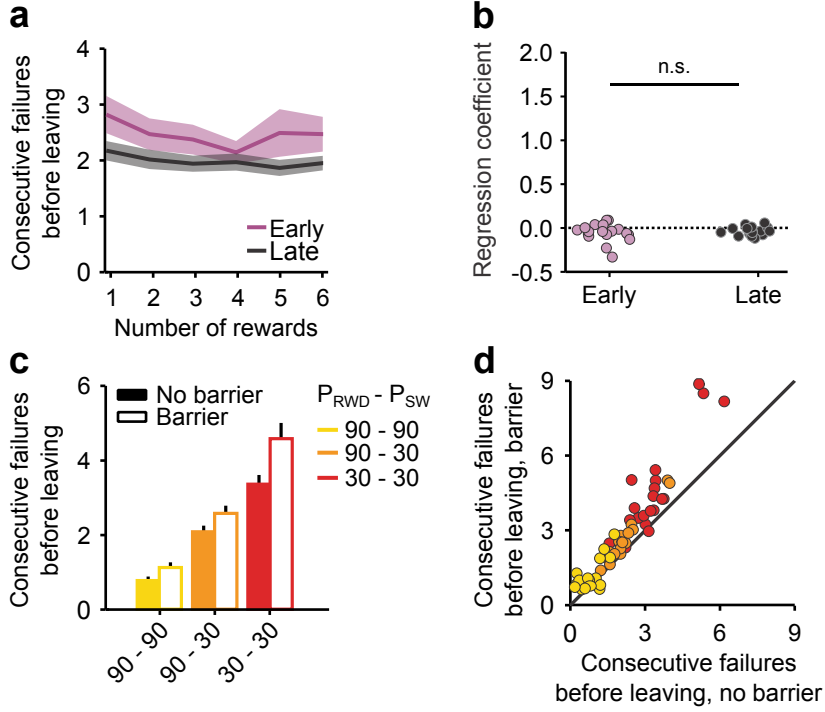 a
Consecutive failures
before leaving
4
3
2
1
0
1 2 3 4 5 6
Number of rewards
Early
Late
b
Regression coefficient
2.0
1.5
1.0
0.5
0.0
-0.5
n.s.
Early Late
c
Consecutive failures
before leaving
6
4
2
0
No barrier
Barrier
P_RWD - P_SW
90 - 90
90 - 30
30 - 30
90 - 90
90 - 30
30 - 30
d
Consecutive failures
before leaving, barrier
9
6
3
0
0 3 6 9
Consecutive failures
before leaving, no barrier